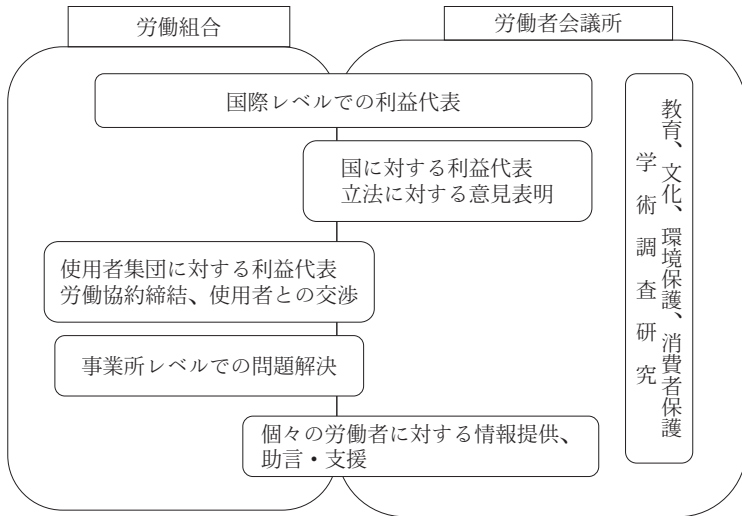 労働組合
労働者会議所
国際レベルでの利益代表
国に対する利益代表
立法に対する意見表明
使用者集団に対する利益代表
労働協約締結、使用者との交渉
事業所レベルでの問題解決
個々の労働者に対する情報提供、
助言・支援
教育、文化、環境保護、消費者保護
学術調査研究